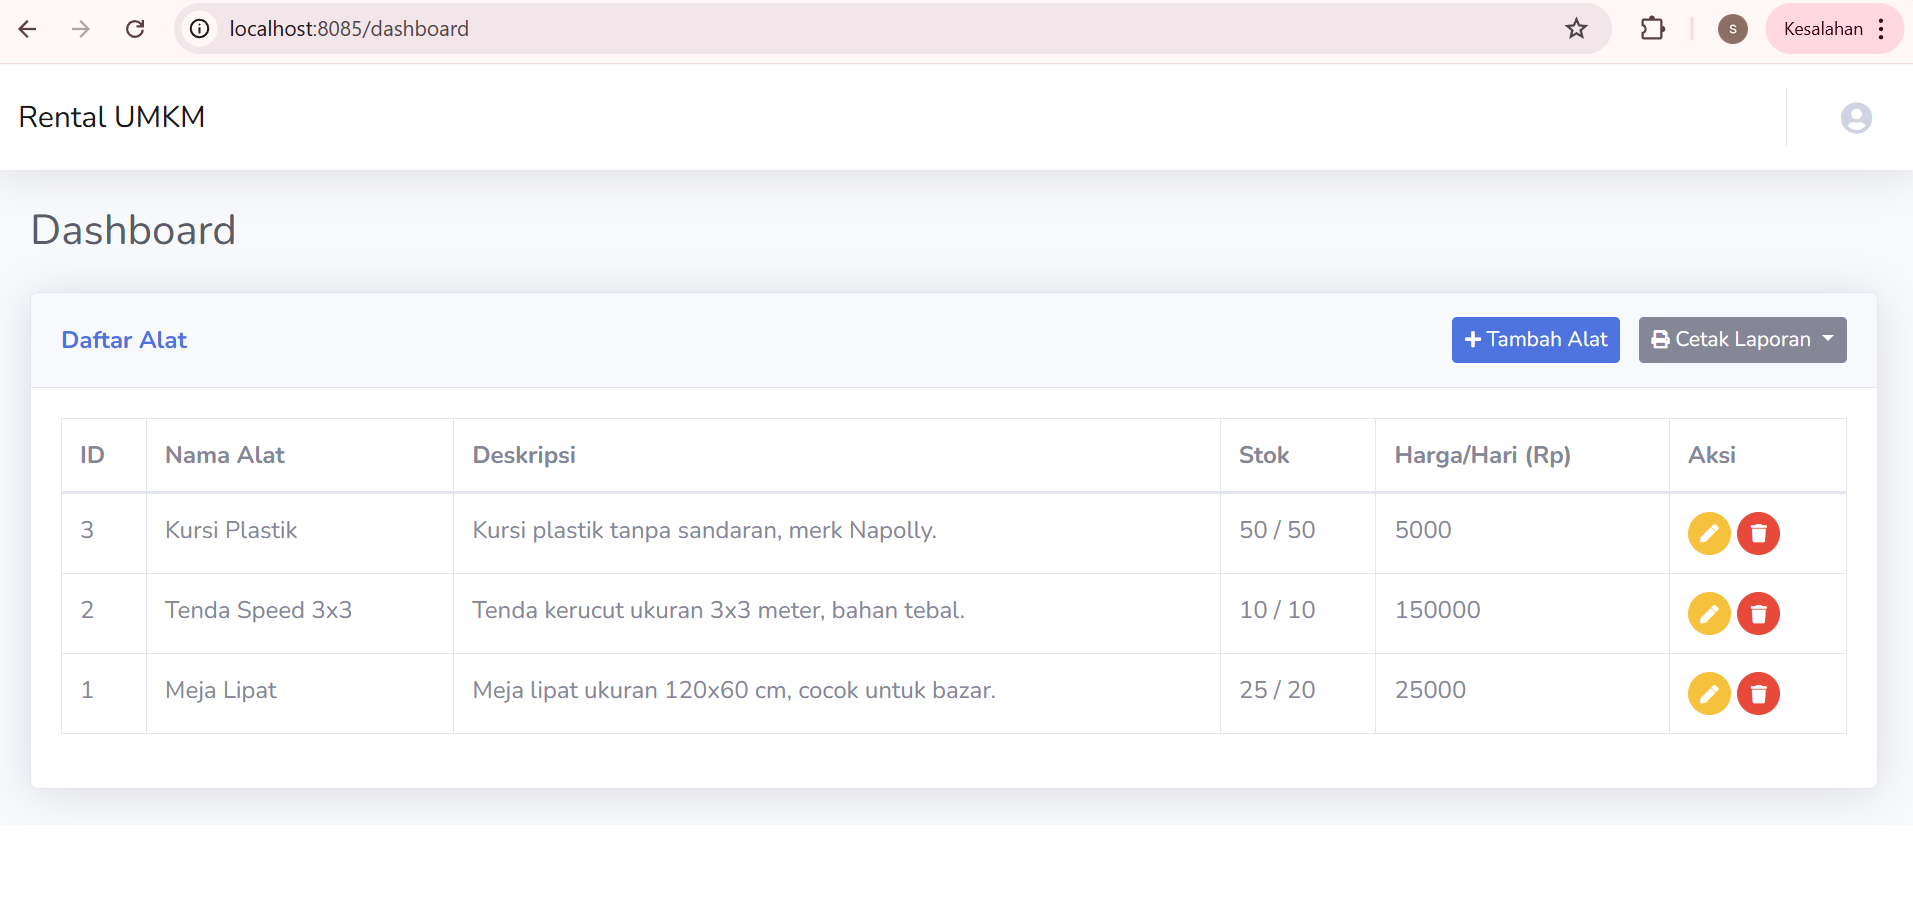 localhost:8085/dashboard
S
Kesalahan
Rental UMKM
Dashboard
Daftar Alat
Tambah Alat
Cetak Laporan
ID Nama Alat Deskripsi Stok Harga/Hari (Rp) Aksi
3 Kursi Plastik Kursi plastik tanpa sandaran, merk Napolly. 50 / 50 5000
2 Tenda Speed 3x3 Tenda kerucut ukuran 3x3 meter, bahan tebal. 10 / 10 150000
1 Meja Lipat Meja lipat ukuran 120x60 cm, cocok untuk bazar. 25 / 20 25000